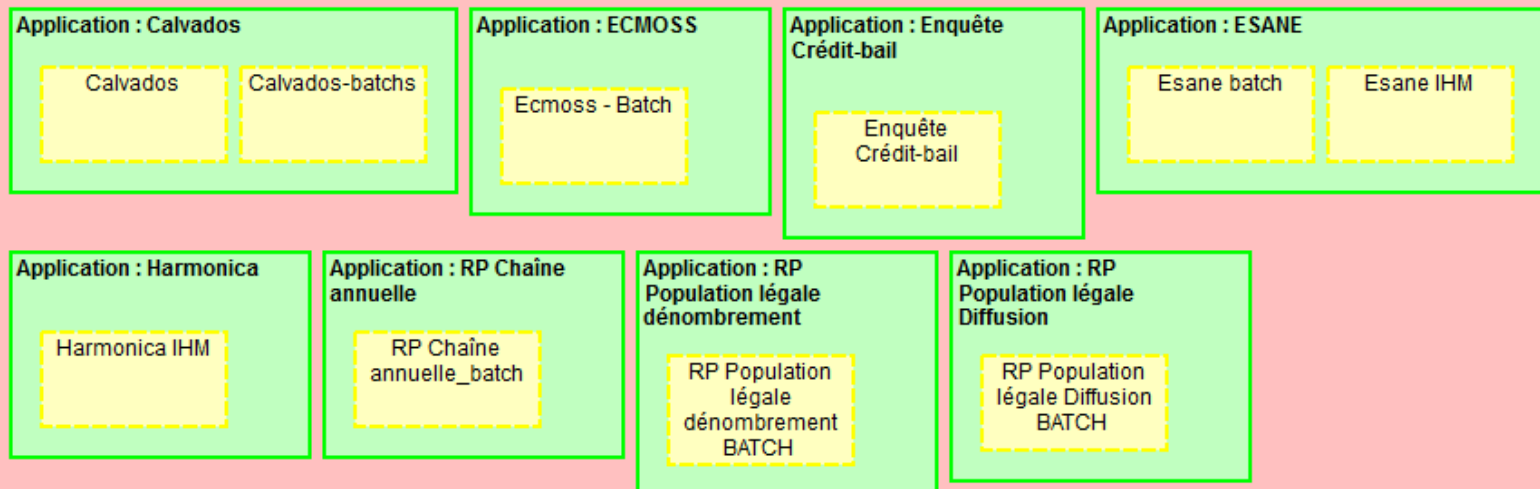 Application : Calvados
Calvados
Calvados-batchs
Application : ECMOSS
Ecmoss - Batch
Application : Enquête
Crédit-bail
Enquête
Crédit-bail
Application : ESANE
Esane batch
Esane IHM
Application : Harmonica
Harmonica IHM
Application : RP Chaîne
annuelle
RP Chaîne
annuelle_batch
Application : RP
Population légale
dénombrement
RP Population
légale
dénombrement
BATCH
Application : RP
Population légale
Diffusion
RP Population
légale Diffusion
BATCH